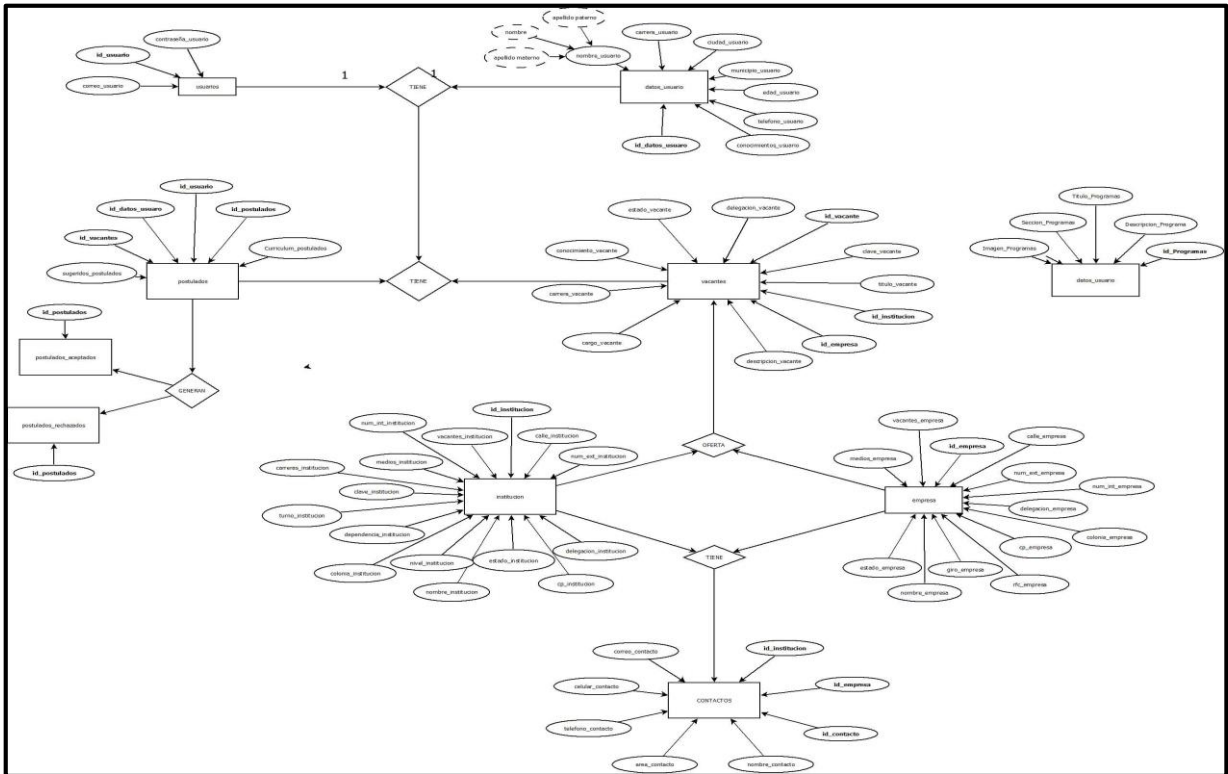 apellido paterno
nombre
carrera_usuario
contraseña_usuario
ciudad_usuario
id_usuario
apellido materno
nombre_usuario
municipio_usuario
1
1
correo_usuario
usuarios
TIENE
datos_usuario
edad_usuario
telefono_usuario
id_datos_usuaro
conocimientos_usuario
id_usuario
id_datos_usuaro
id_postulados
estado_vacante
delegacion_vacante
id_vacante
Titulo_Programas
Seccion_Programas
Descripcion_Programa
id_vacantes
Curriculum_postulados
conocimiento_vacante
clave_vacante
Imagen_Programas
id_Programas
sugeridos_postulados
postulados
TIENE
vacantes
titulo_vacante
datos_usuario
carrera_vacante
id_institucion
id_postulados
cargo_vacante
id_empresa
postulados_aceptados
descripcion_vacante
GENERAN
postulados_rechazados
id_institucion
vacantes_empresa
num_int_institucion
vacantes_institucion
calle_institucion
id_empresa
calle_empresa
OFERTA
id_postulados
medios_institucion
num_ext_institucion
medios_empresa
carreras_institucion
num_ext_empresa
clave_institucion
institucion
empresa
num_int_empresa
turno_institucion
delegacion_empresa
dependencia_institucion
colonia_empresa
delegacion_institucion
TIENE
cp_empresa
colonia_institucion
nivel_institucion
estado_institucion
estado_empresa
giro_empresa
cp_institucion
rfc_empresa
nombre_institucion
nombre_empresa
correo_contacto
id_institucion
celular_contacto
id_empresa
CONTACTOS
telefono_contacto
id_contacto
area_contacto
nombre_contacto